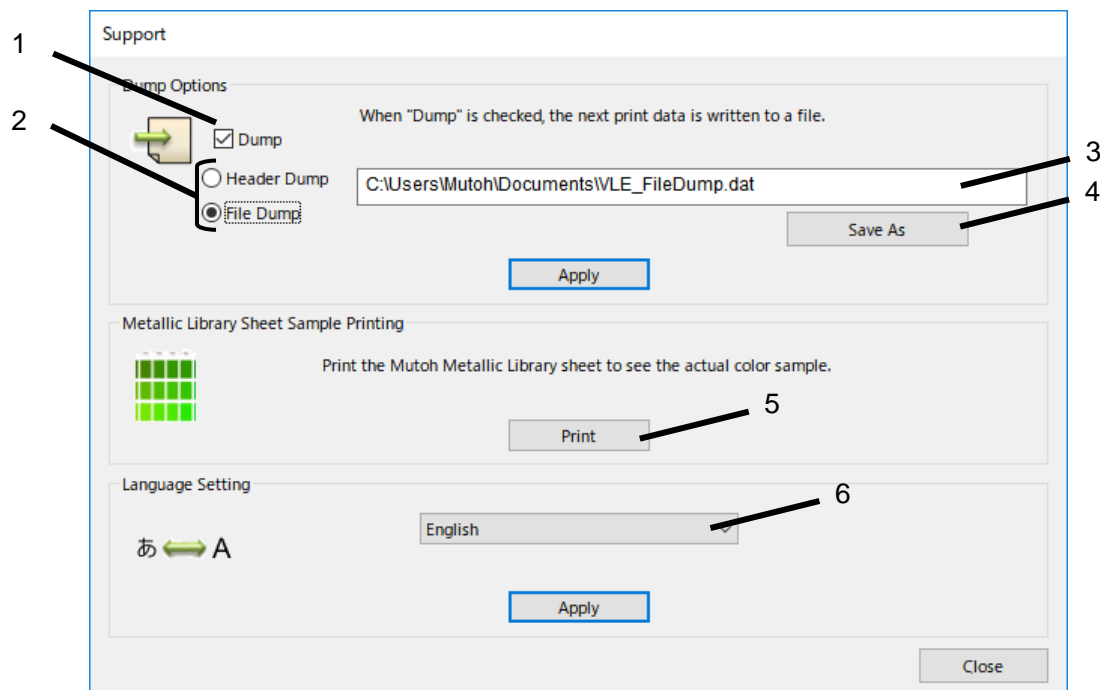 Support
1
Dump Options
When "Dump" is checked, the next print data is written to a file.
2
Dump
3
Header Dump
C:\Users\Mutoh\Documents\VLE_FileDump.dat
4
File Dump
Save As
Apply
Metallic Library Sheet Sample Printing
Print the Mutoh Metallic Library sheet to see the actual color sample.
5
Print
Language Setting
6
English
あ A
Apply
Close